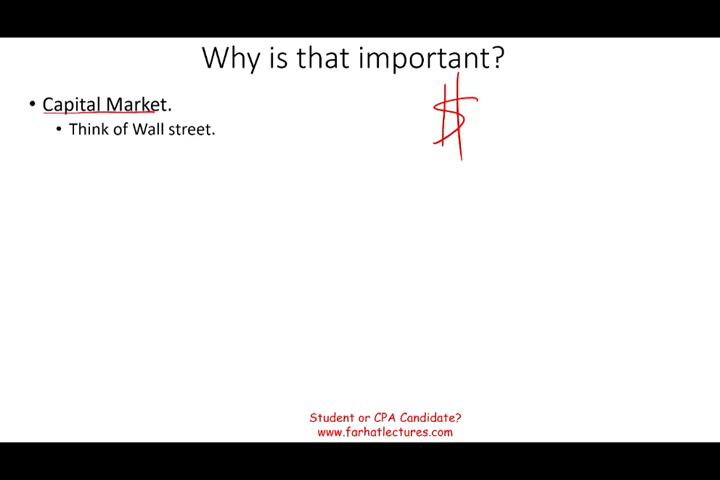 Why is that important?
• Capital Market.
• Think of Wall street.
$
Student or CPA Candidate?
www.farhatlectures.com